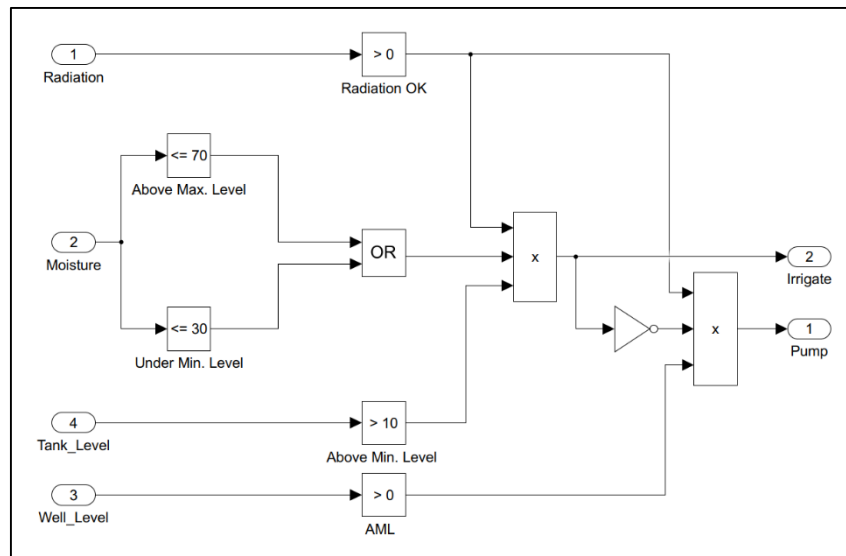 1
Radiation
> 0
Radiation OK
<= 70
Above Max. Level
2
Moisture
OR
<= 30
Under Min. Level
x
2
Irrigate
x
1
Pump
4
Tank_Level
> 10
Above Min. Level
3
Well_Level
> 0
AML